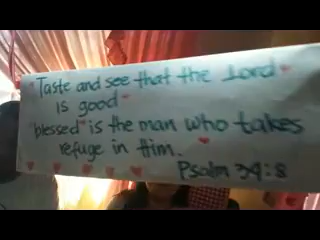 "Taste and see that the Lord
is good
"blessed" is the man who takes
refuge in Him.
Psalm 34:8